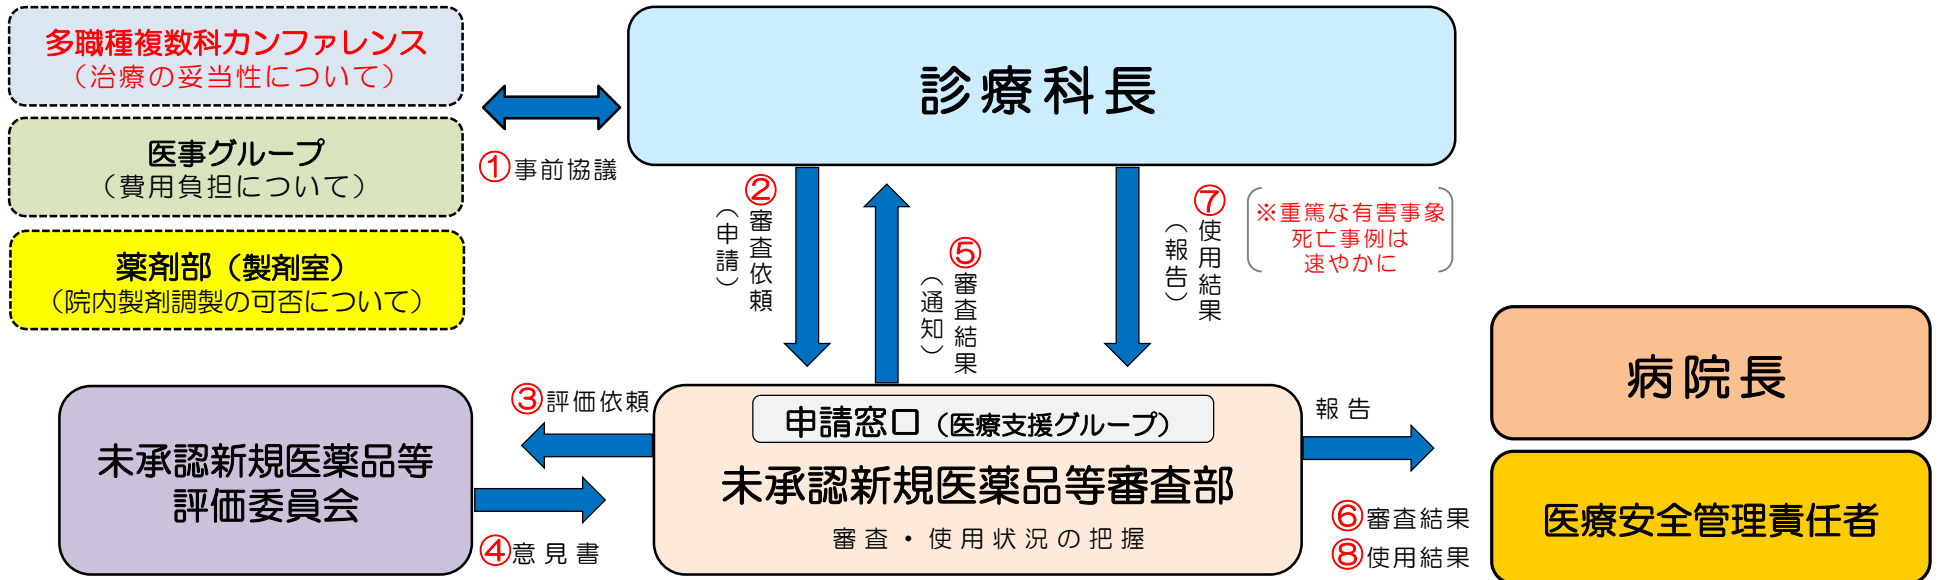 多職種複数科カンファレンス
（治療の妥当性について）
医事グループ
（費用負担について）
薬剤部（製剤室）
（院内製剤調製の可否について）
診療科長
①事前協議
②審査依頼
（申請）
⑤審査結果
（通知）
⑦使用結果
（報告）
※重篤な有害事象
死亡事例は
速やかに
未承認新規医薬品等
評価委員会
③評価依頼
④意見書
申請窓口（医療支援グループ）
未承認新規医薬品等審査部
審査・使用状況の把握
報告
⑥審査結果
⑧使用結果
病院長
医療安全管理責任者